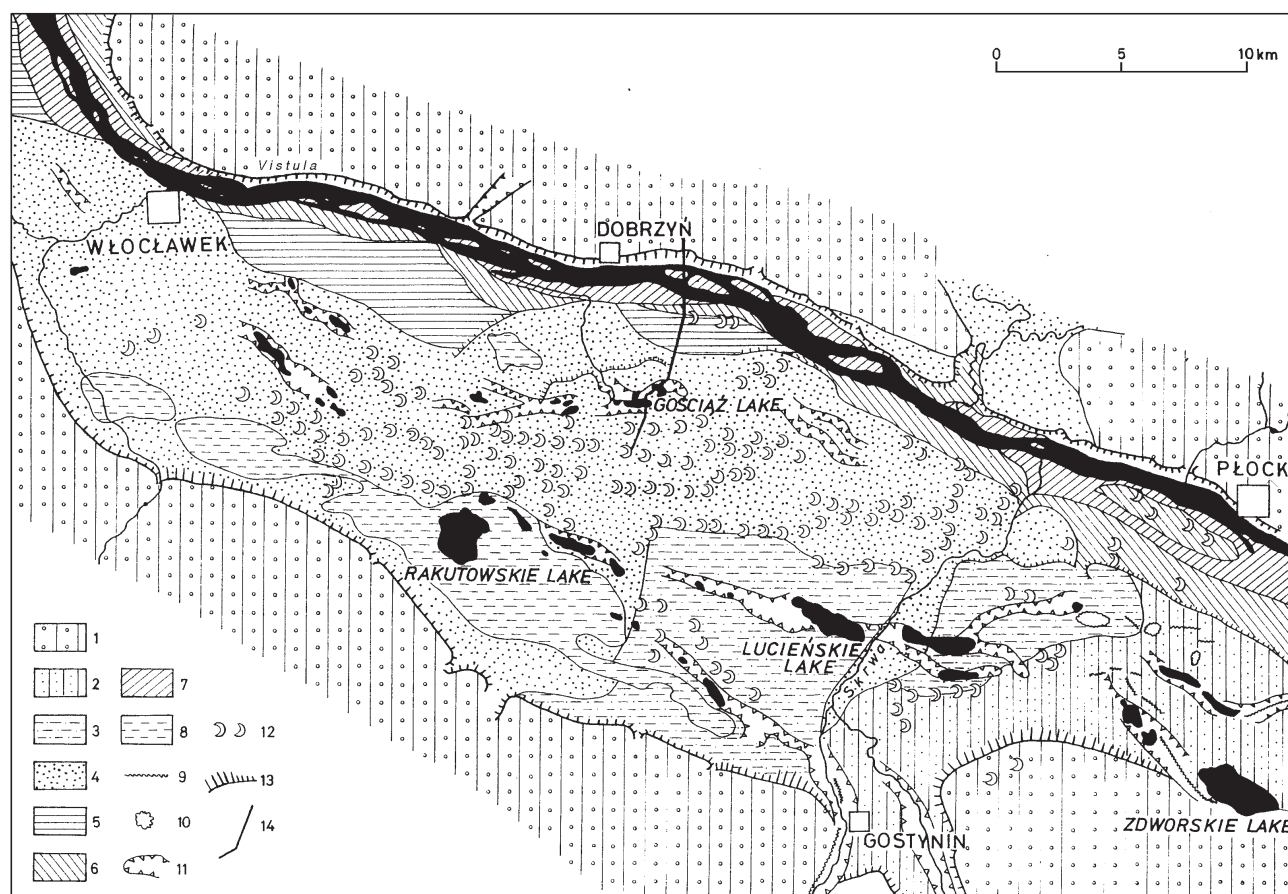 0 5 10 km
Vistula
DOBRZYŃ
WŁOCŁAWEK
GOŚCIĄŻ LAKE
PŁOCK
RAKUTOWSKIE LAKE
LUCIEŃSKIE
LAKE
SKRWA
ZDWORSKIE LAKE
GOSTYNIN
1
2 7
3 8 12
4 9 13
5 10 14
6 11